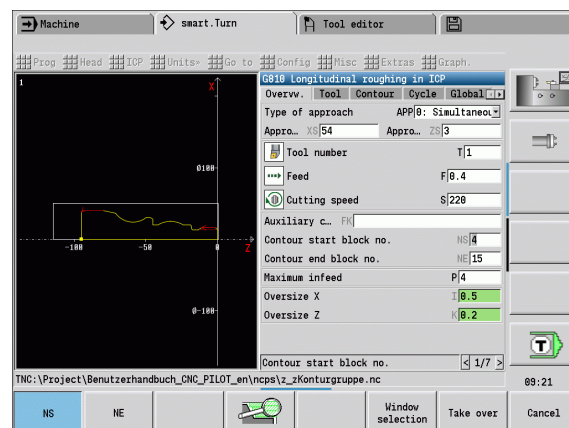 Machine smart.Turn Tool editor
Prog Head ICP Units» Go to Config Misc Extras Graph.
1
X
G810 Longitudinal roughing in ICP
Overvw. Tool Contour Cycle Global
Type of approach APP 0: Simultaneou
Appro… XS 54 Appro… ZS 3
Tool number T 1
Feed F 0.4
Cutting speed S 220
Auxiliary c… FK
Contour start block no. NS 4
Contour end block no. NE 15
Maximum infeed P 4
Oversize X I 0.5
Oversize Z K 0.2
Ø100
-100 -50 0 Z
Ø-100
Contour start block no. < 1/7 >
T
TNC:\Project\Benutzerhandbuch_CNC_PILOT_en\ncps\z_zKonturgruppe.nc
09:21
NS NE Window selection Take over Cancel